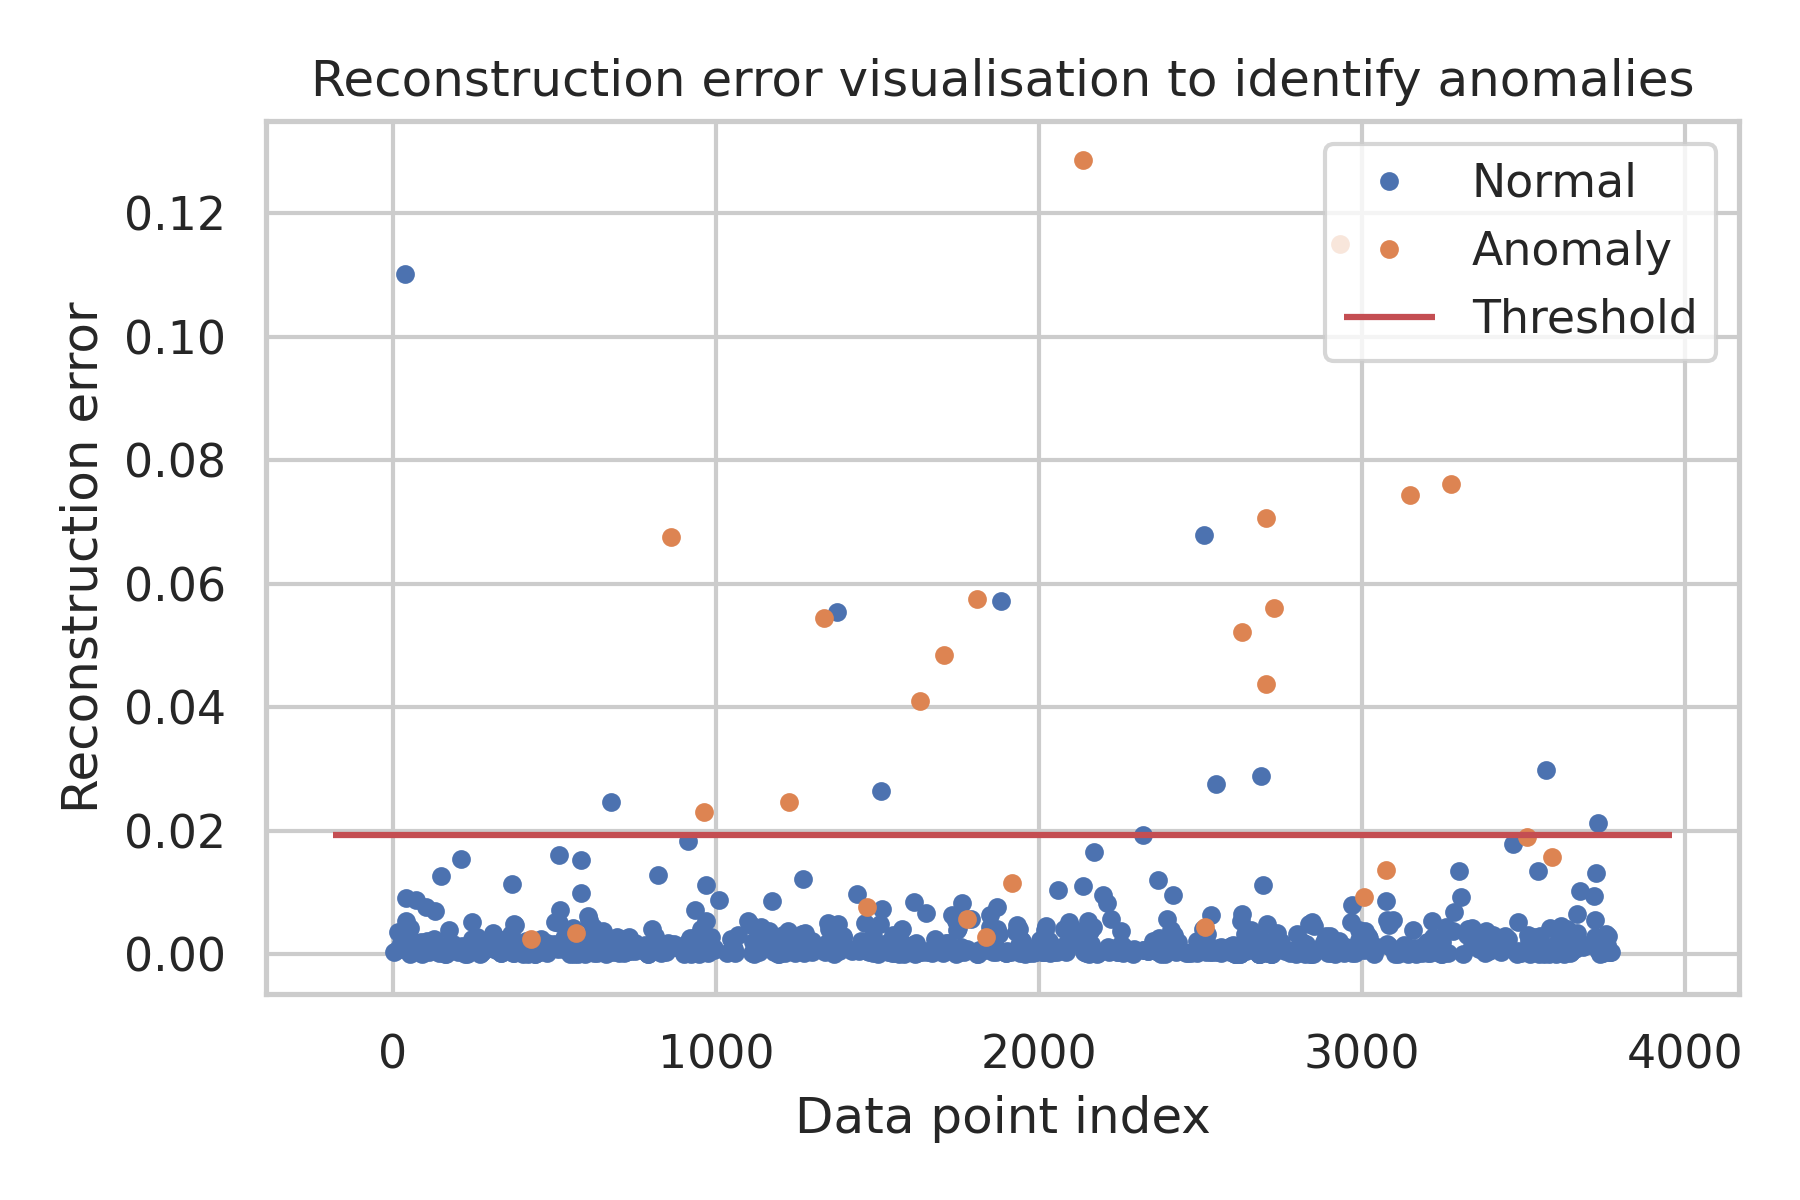 Reconstruction error visualisation to identify anomalies
Normal
Anomaly
Threshold
0.12
0.10
0.08
0.06
0.04
0.02
0.00
Reconstruction error
0 1000 2000 3000 4000
Data point index